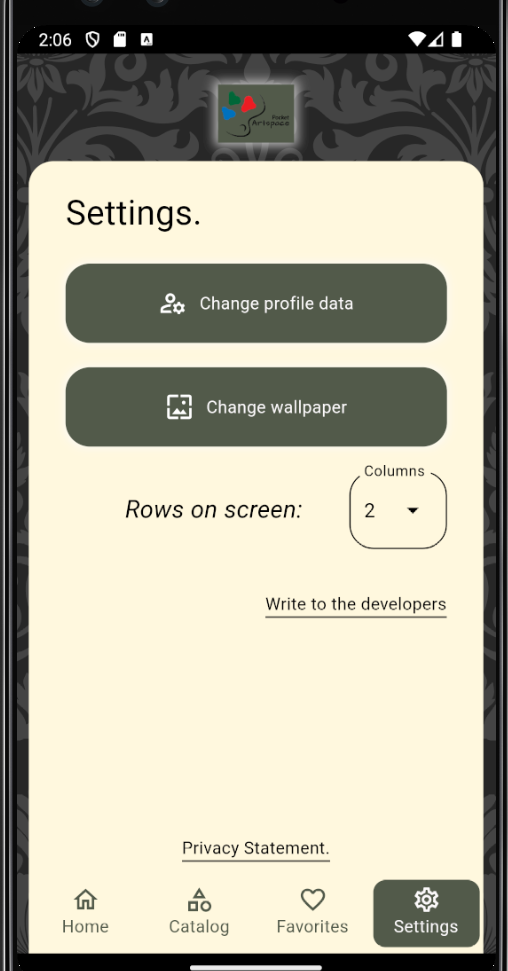 2:06
A
Pocket
Artspace
Settings.
Change profile data
Change wallpaper
Columns
Rows on screen:
2
Write to the developers
Privacy Statement.
Home
Catalog
Favorites
Settings